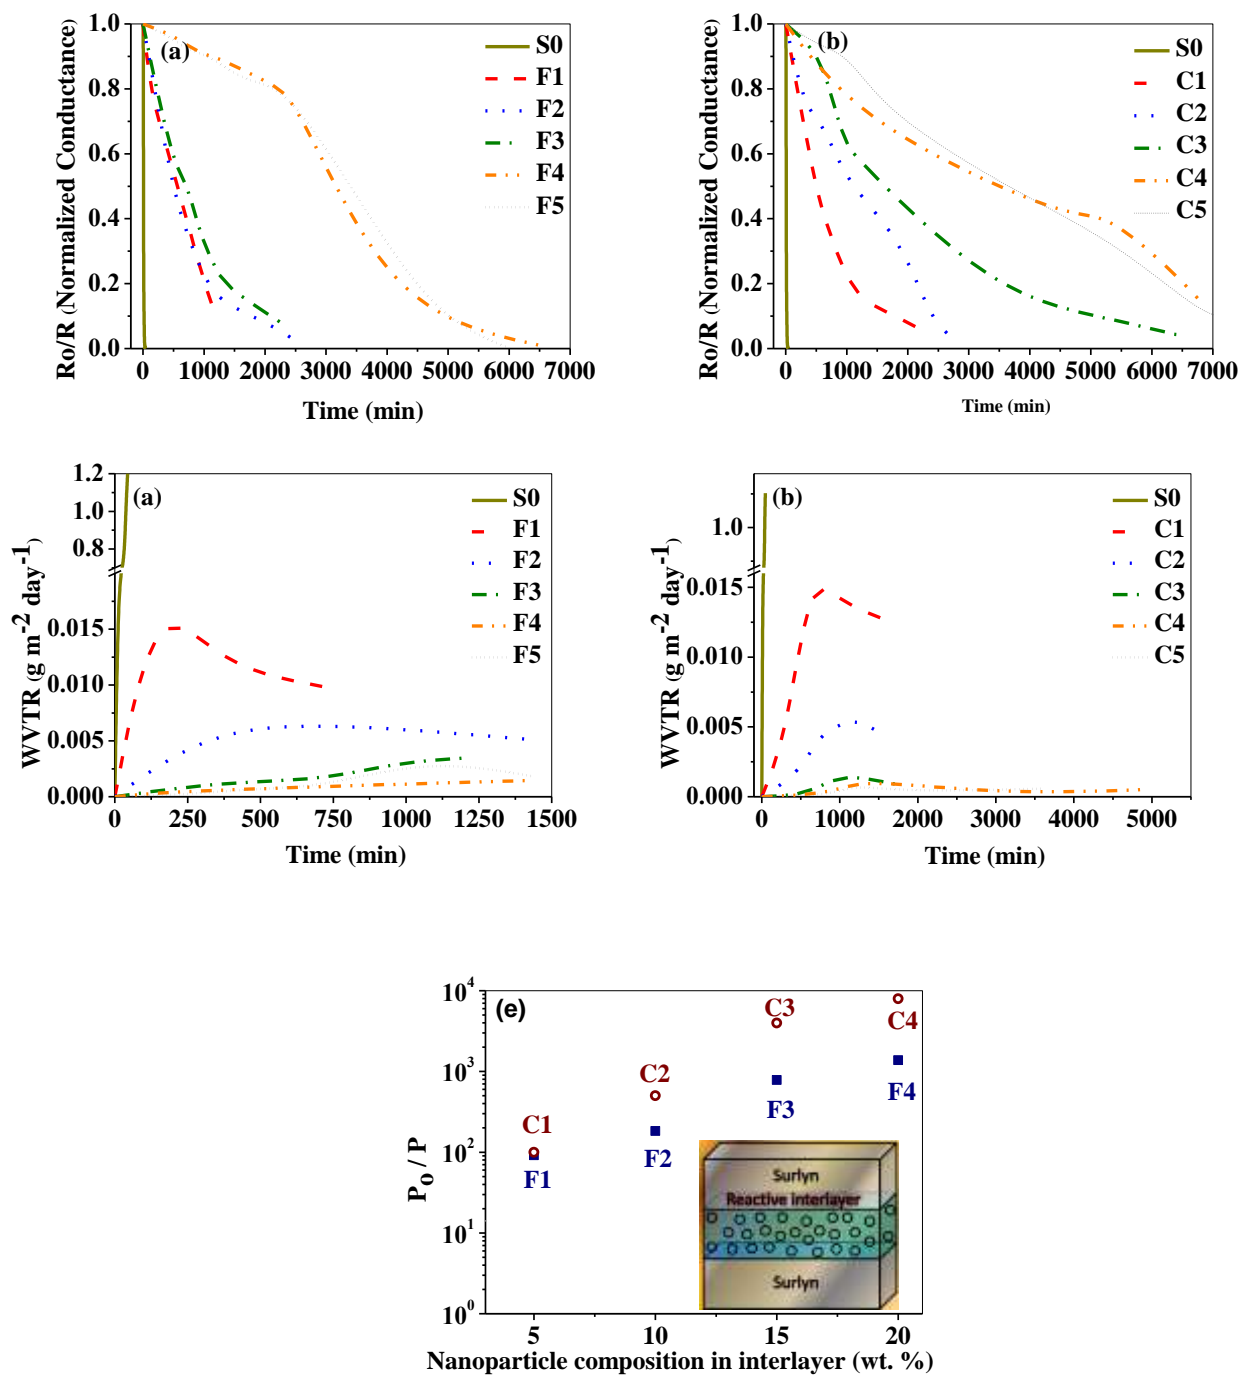 (a)
S0
F1
F2
F3
F4
F5
1.0
0.8
0.6
0.4
0.2
0.0
Ro/R (Normalized Conductance)
0 1000 2000 3000 4000 5000 6000 7000
Time (min)
(b)
S0
C1
C2
C3
C4
C5
1.0
0.8
0.6
0.4
0.2
0.0
Ro/R (Normalized Conductance)
0 1000 2000 3000 4000 5000 6000 7000
Time (min)
(a)
S0
F1
F2
F3
F4
F5
1.2
1.0
0.8
0.015
0.010
0.005
0.000
WVTR (g m-2 day-1)
0 250 500 750 1000 1250 1500
Time (min)
(b)
S0
C1
C2
C3
C4
C5
1.0
0.015
0.010
0.005
0.000
WVTR (g m-2 day-1)
0 1000 2000 3000 4000 5000
Time (min)
(e)
10^4
10^3
10^2
10^1
10^0
P0 / P
C1
C2
C3
C4
F1
F2
F3
F4
Surlyn
Reactive interlayer
Surlyn
5 10 15 20
Nanoparticle composition in interlayer (wt. %)